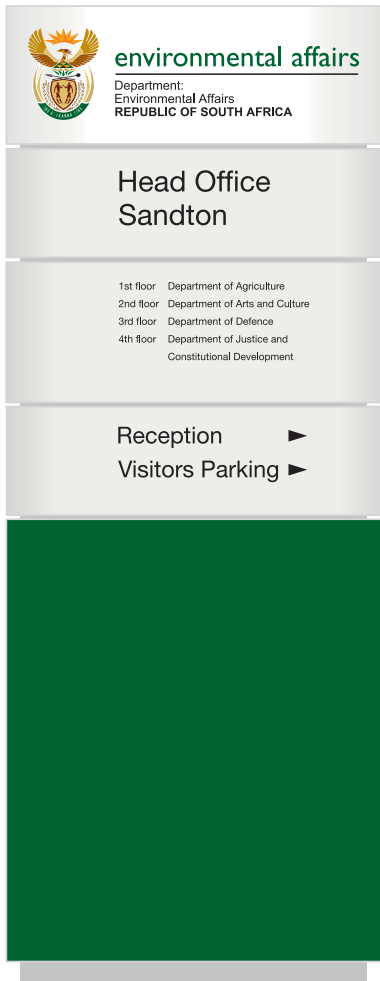 environmental affairs
Department:
Environmental Affairs
REPUBLIC OF SOUTH AFRICA
Head Office
Sandton
1st floor Department of Agriculture
2nd floor Department of Arts and Culture
3rd floor Department of Defence
4th floor Department of Justice and
Constitutional Development
Reception
Visitors Parking